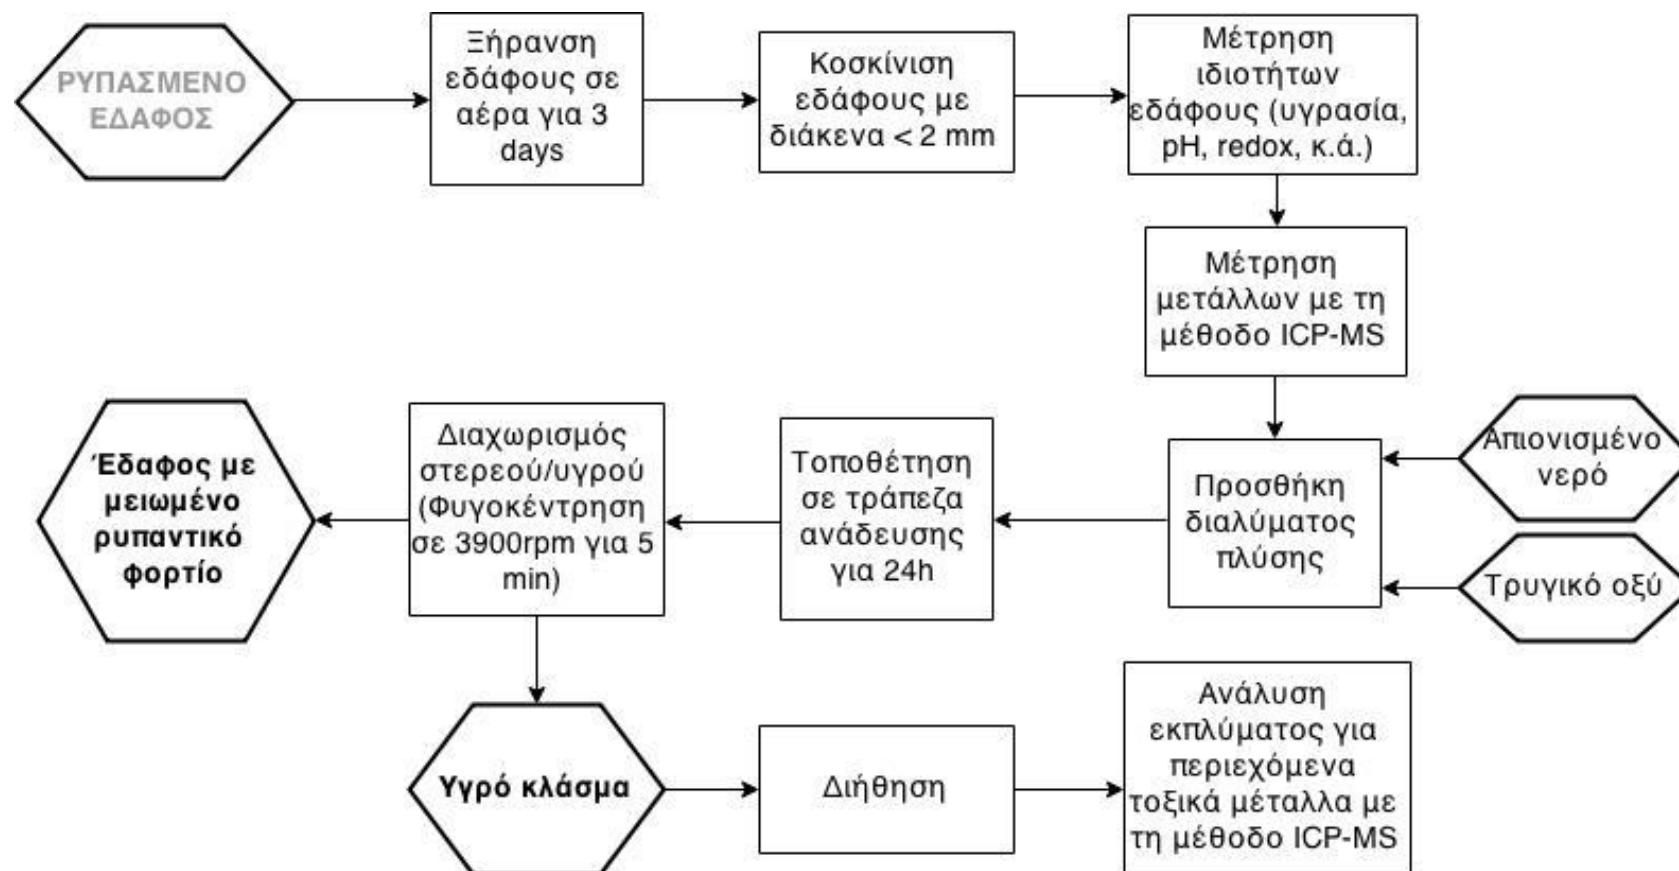 ΡΥΠΑΣΜΕΝΟ
ΕΔΑΦΟΣ
Ξήρανση
εδάφους σε
αέρα για 3
days
Κοσκίνιση
εδάφους με
διάκενα < 2 mm
Μέτρηση
ιδιοτήτων
εδάφους (υγρασία,
pH, redox, κ.ά.)
Μέτρηση
μετάλλων με τη
μέθοδο ICP-MS
Απιονισμένο
νερό
Τρυγικό οξύ
Προσθήκη
διαλύματος
πλύσης
Τοποθέτηση
σε τράπεζα
ανάδευσης
για 24h
Διαχωρισμός
στερεού/υγρού
(Φυγοκέντρηση
σε 3900rpm για 5
min)
Έδαφος με
μειωμένο
ρυπαντικό
φορτίο
Υγρό κλάσμα
Διήθηση
Ανάλυση
εκπλύματος για
περιεχόμενα
τοξικά μέταλλα με
τη μέθοδο ICP-MS